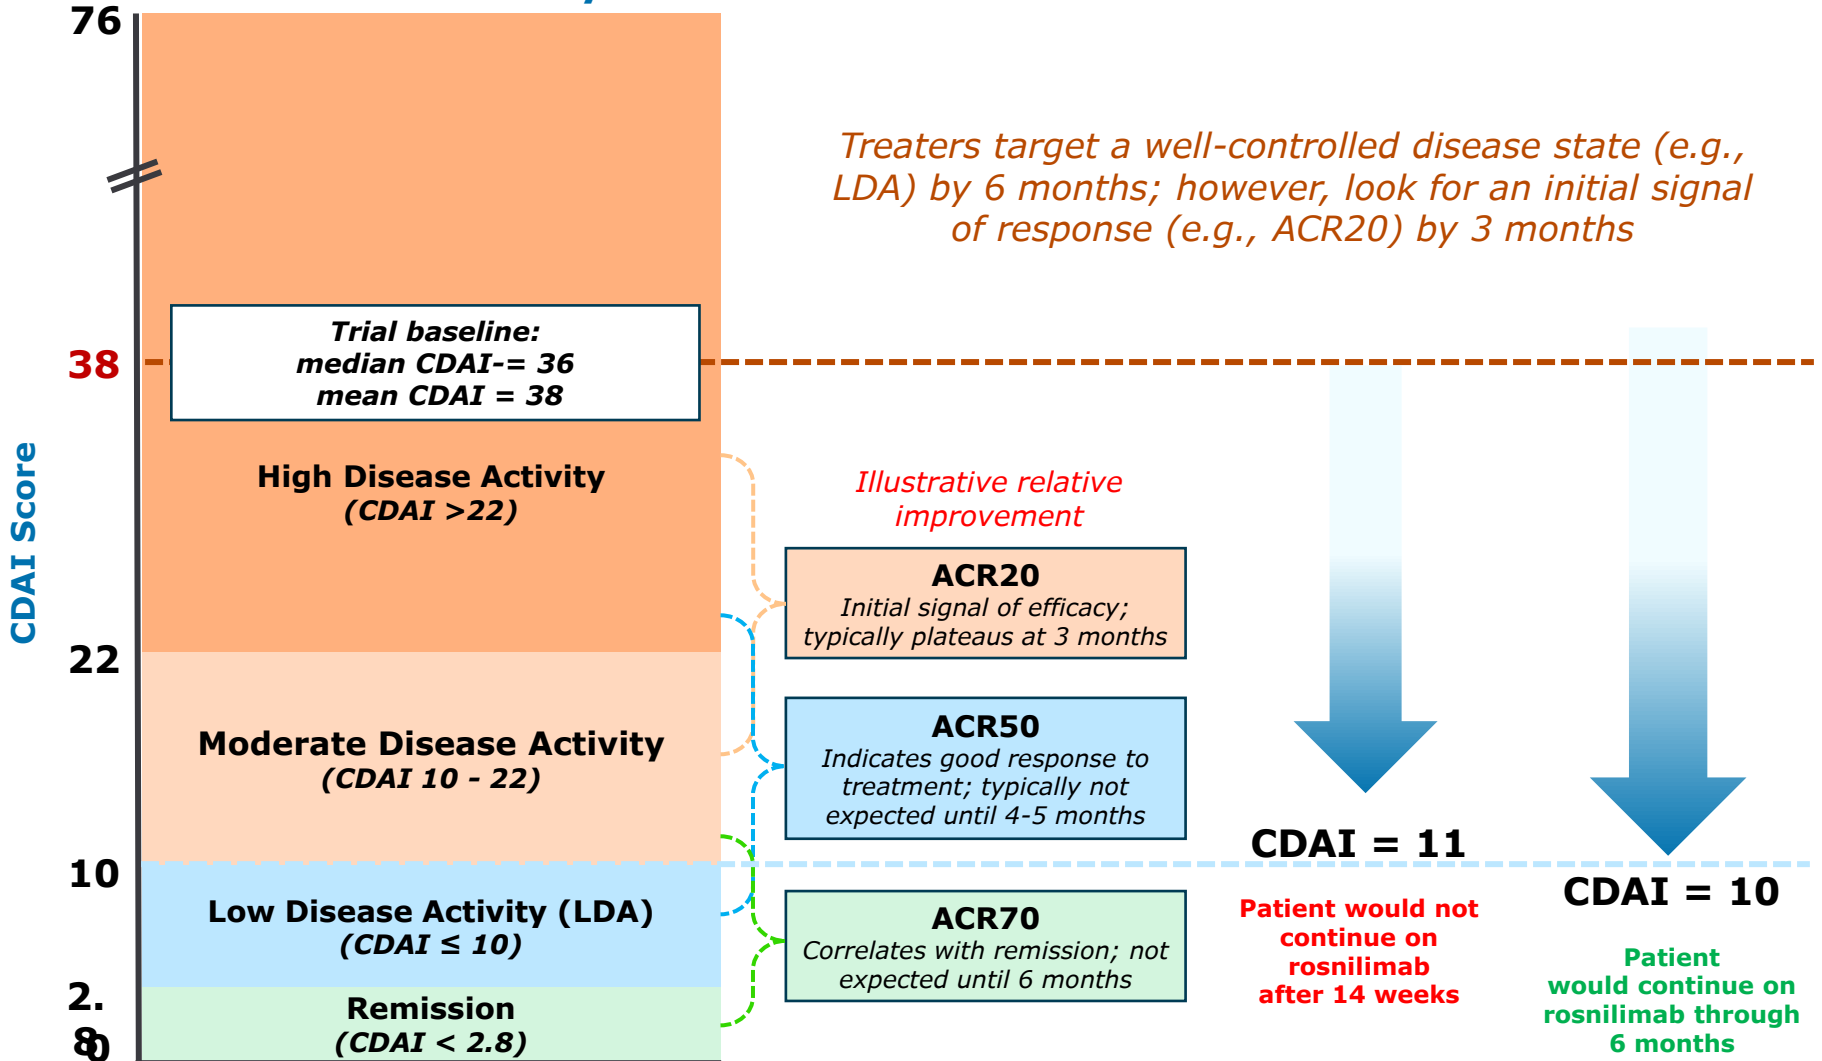 76
Treaters target a well-controlled disease state (e.g.,
LDA) by 6 months; however, look for an initial signal
of response (e.g., ACR20) by 3 months
Trial baseline:
median CDAI-= 36
mean CDAI = 38
38
CDAI Score
High Disease Activity
(CDAI >22)
Illustrative relative
improvement
ACR20
Initial signal of efficacy;
typically plateaus at 3 months
22
Moderate Disease Activity
(CDAI 10 - 22)
ACR50
Indicates good response to
treatment; typically not
expected until 4-5 months
CDAI = 11
10
CDAI = 10
Low Disease Activity (LDA)
(CDAI ≤ 10)
ACR70
Correlates with remission; not
expected until 6 months
Patient would not
continue on
rosnilimab
after 14 weeks
Patient
would continue on
rosnilimab through
6 months
2.
8
Remission
(CDAI < 2.8)
0